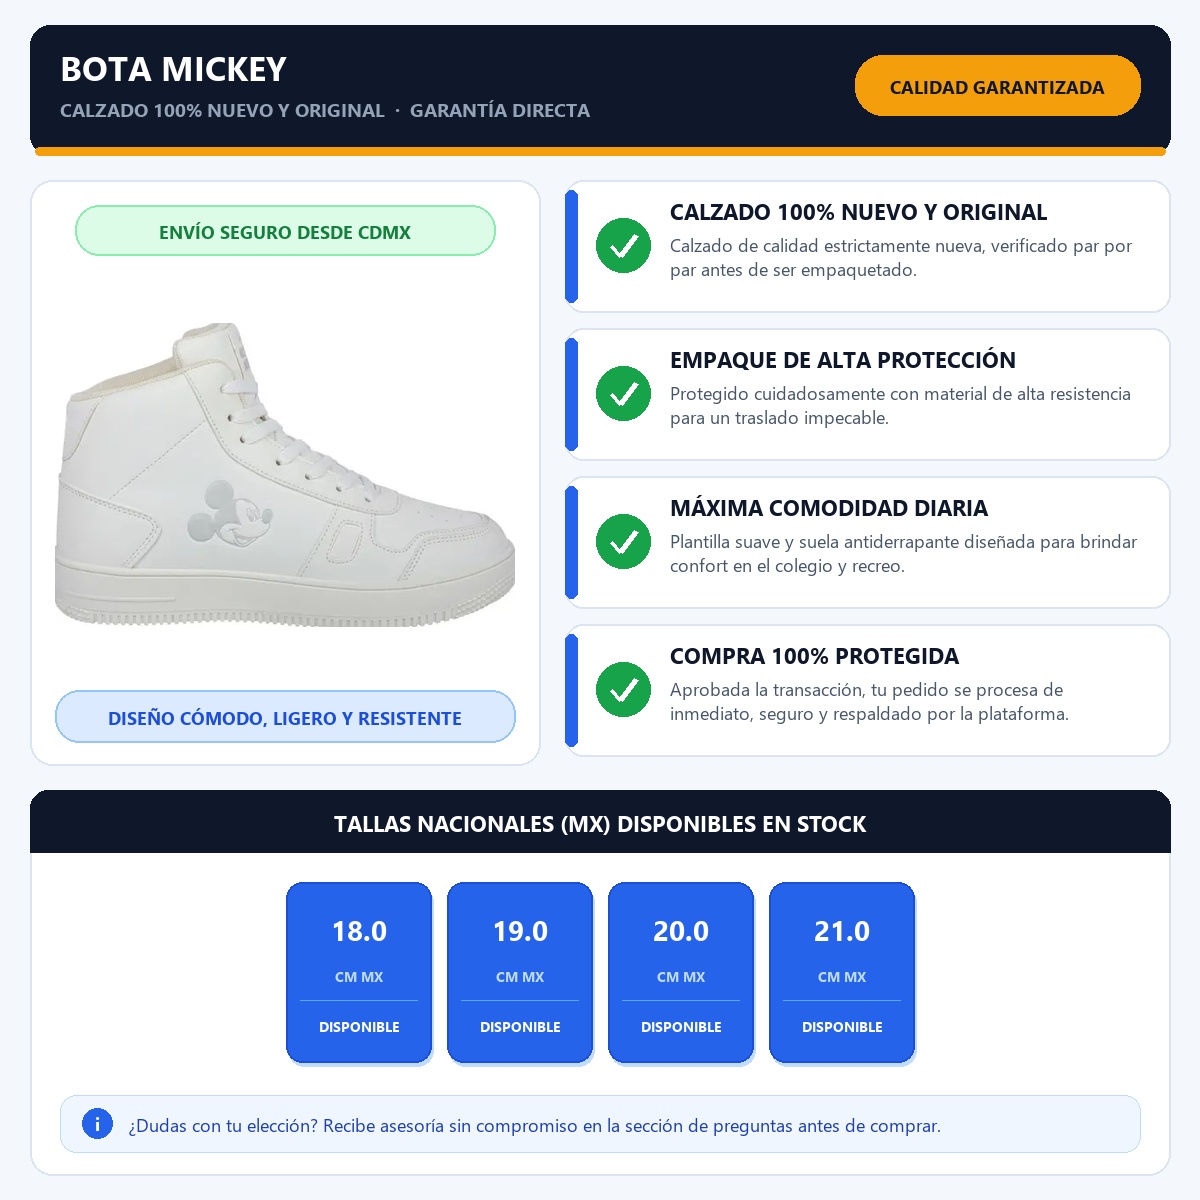 BOTA MICKEY
CALZADO 100% NUEVO Y ORIGINAL · GARANTÍA DIRECTA
CALIDAD GARANTIZADA
ENVÍO SEGURO DESDE CDMX
DISEÑO CÓMODO, LIGERO Y RESISTENTE
CALZADO 100% NUEVO Y ORIGINAL
Calzado de calidad estrictamente nueva, verificado par por
par antes de ser empaquetado.
EMPAQUE DE ALTA PROTECCIÓN
Protegido cuidadosamente con material de alta resistencia
para un traslado impecable.
MÁXIMA COMODIDAD DIARIA
Plantilla suave y suela antiderrapante diseñada para brindar
confort en el colegio y recreo.
COMPRA 100% PROTEGIDA
Aprobada la transacción, tu pedido se procesa de
inmediato, seguro y respaldado por la plataforma.
TALLAS NACIONALES (MX) DISPONIBLES EN STOCK
18.0
CM MX
DISPONIBLE
19.0
CM MX
DISPONIBLE
20.0
CM MX
DISPONIBLE
21.0
CM MX
DISPONIBLE
¿Dudas con tu elección? Recibe asesoría sin compromiso en la sección de preguntas antes de comprar.